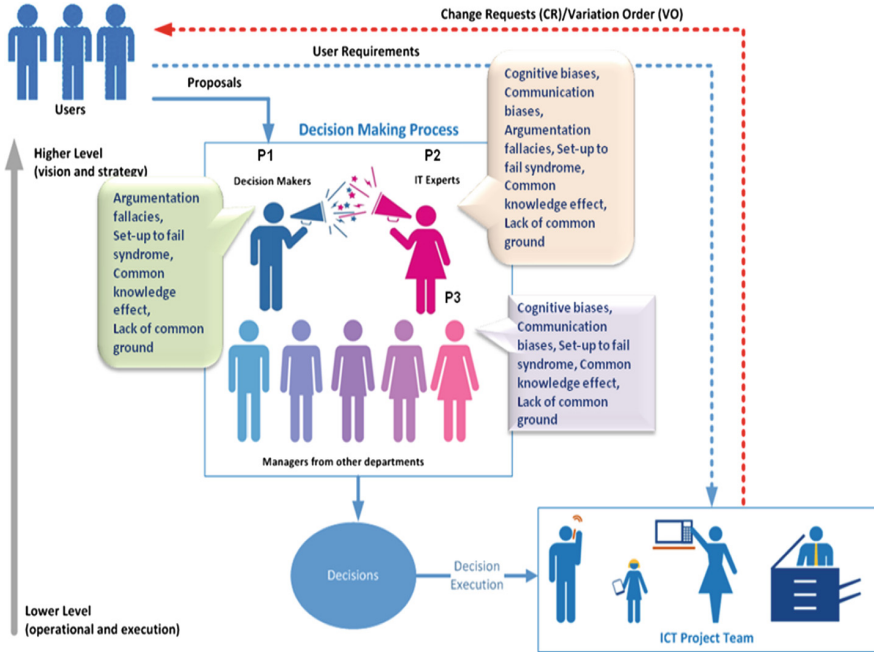 Change Requests (CR)/Variation Order (VO)
User Requirements
Proposals
Users
Higher Level
(vision and strategy)
Decision Making Process
P1
P2
Decision Makers
IT Experts
Cognitive biases,
Communication
biases,
Argumentation
fallacies, Set-up to
fail syndrome,
Common
knowledge effect,
Lack of common
ground
Argumentation
fallacies,
Set-up to fail
syndrome,
Common
knowledge
effect,
Lack of common
ground
P3
Cognitive biases,
Communication
biases, Set-up to fail
syndrome, Common
knowledge effect,
Lack of common
ground
Managers from other departments
Decisions
Decision
Execution
Lower Level
(operational and execution)
ICT Project Team